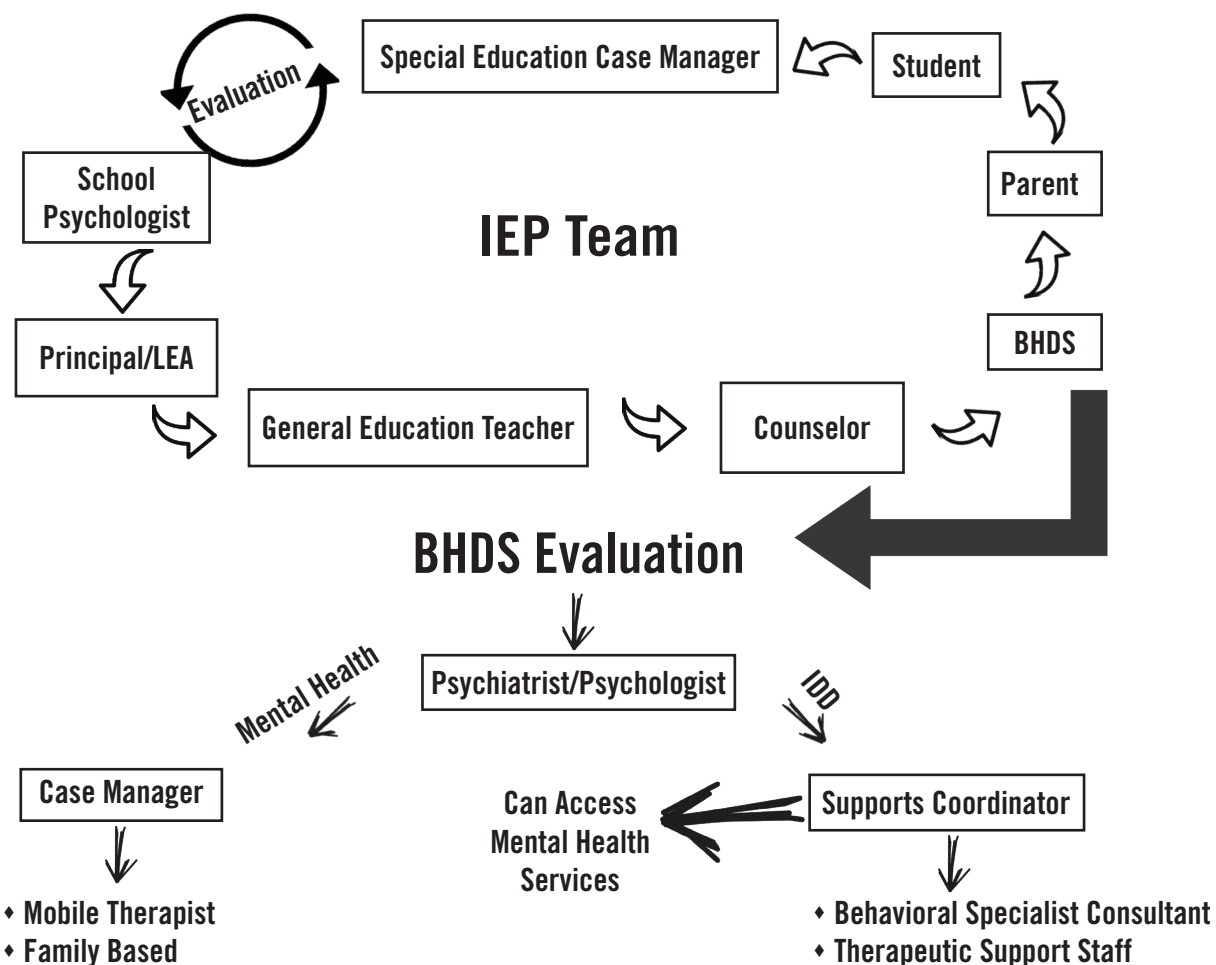 Evaluation
Special Education Case Manager
Student
School
Psychologist
Parent
IEP Team
Principal/LEA
BHDS
General Education Teacher
Counselor
BHDS Evaluation
Mental Health
Psychiatrist/Psychologist
IDD
Case Manager
Can Access
Mental Health
Services
Supports Coordinator
⬩ Mobile Therapist
⬩ Family Based
⬩ Behavioral Specialist Consultant
⬩ Therapeutic Support Staff